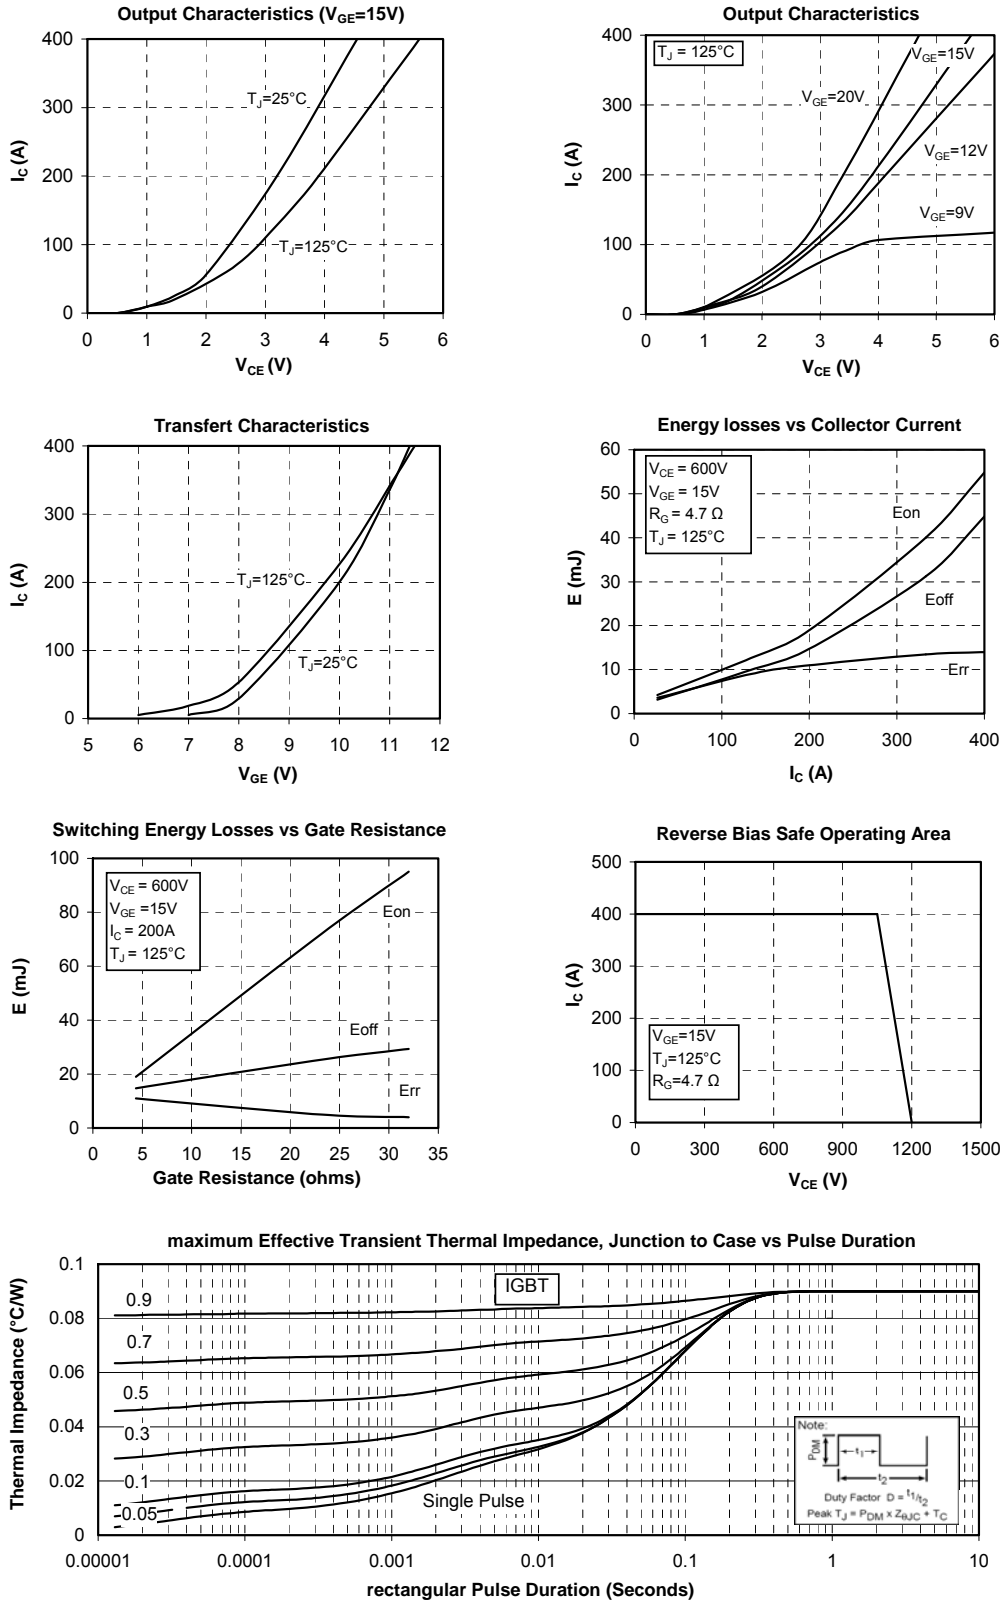 Output Characteristics (VGE=15V)
400
300
200
100
0
0 1 2 3 4 5 6
IC (A)
VCE (V)
TJ=25°C
TJ=125°C
Output Characteristics
400
300
200
100
0
0 1 2 3 4 5 6
IC (A)
VCE (V)
TJ = 125°C
VGE=15V
VGE=20V
VGE=12V
VGE=9V
Transfert Characteristics
400
300
200
100
0
5 6 7 8 9 10 11 12
IC (A)
VGE (V)
TJ=125°C
TJ=25°C
Energy losses vs Collector Current
60
50
40
30
20
10
0
0 100 200 300 400
E (mJ)
IC (A)
VCE = 600V
VGE = 15V
RG = 4.7 Ω
TJ = 125°C
Eon
Eoff
Err
Switching Energy Losses vs Gate Resistance
100
80
60
40
20
0
0 5 10 15 20 25 30 35
E (mJ)
Gate Resistance (ohms)
VCE = 600V
VGE =15V
IC = 200A
TJ = 125°C
Eon
Eoff
Err
Reverse Bias Safe Operating Area
500
400
300
200
100
0
0 300 600 900 1200 1500
IC (A)
VCE (V)
VGE=15V
TJ=125°C
RG=4.7 Ω
maximum Effective Transient Thermal Impedance, Junction to Case vs Pulse Duration
0.1
0.08
0.06
0.04
0.02
0
0.00001 0.0001 0.001 0.01 0.1 1 10
Thermal Impedance (°C/W)
rectangular Pulse Duration (Seconds)
IGBT
0.9
0.7
0.5
0.3
0.1
0.05
Single Pulse
Note:
PDM
t1
t2
Duty Factor D = t1/t2
Peak TJ = PDM x ZθJC + TC